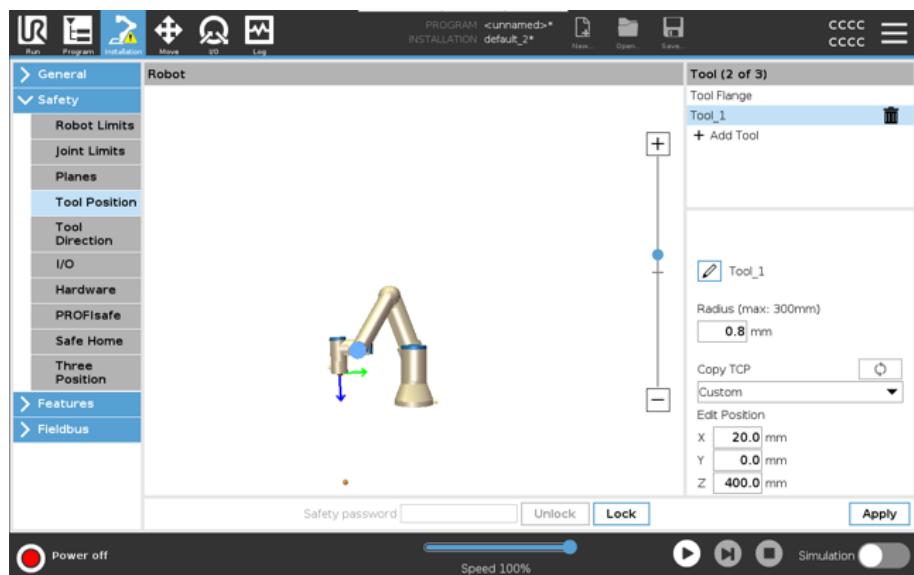 PROGRAM <unnamed>*
INSTALLATION default_2*
CCCC
CCCC
Run
Program
Installation
Move
I/O
Log
New...
Open...
Save...
General
Safety
Robot Limits
Joint Limits
Planes
Tool Position
Tool
Direction
I/O
Hardware
PROFIsafe
Safe Home
Three
Position
Features
Fieldbus
Robot
Tool (2 of 3)
Tool Flange
Tool_1
+ Add Tool
Tool_1
Radius (max: 300mm)
0.8 mm
Copy TCP
Custom
Edit Position
X 20.0 mm
Y 0.0 mm
Z 400.0 mm
Safety password
Unlock
Lock
Apply
Power off
Speed 100%
Simulation